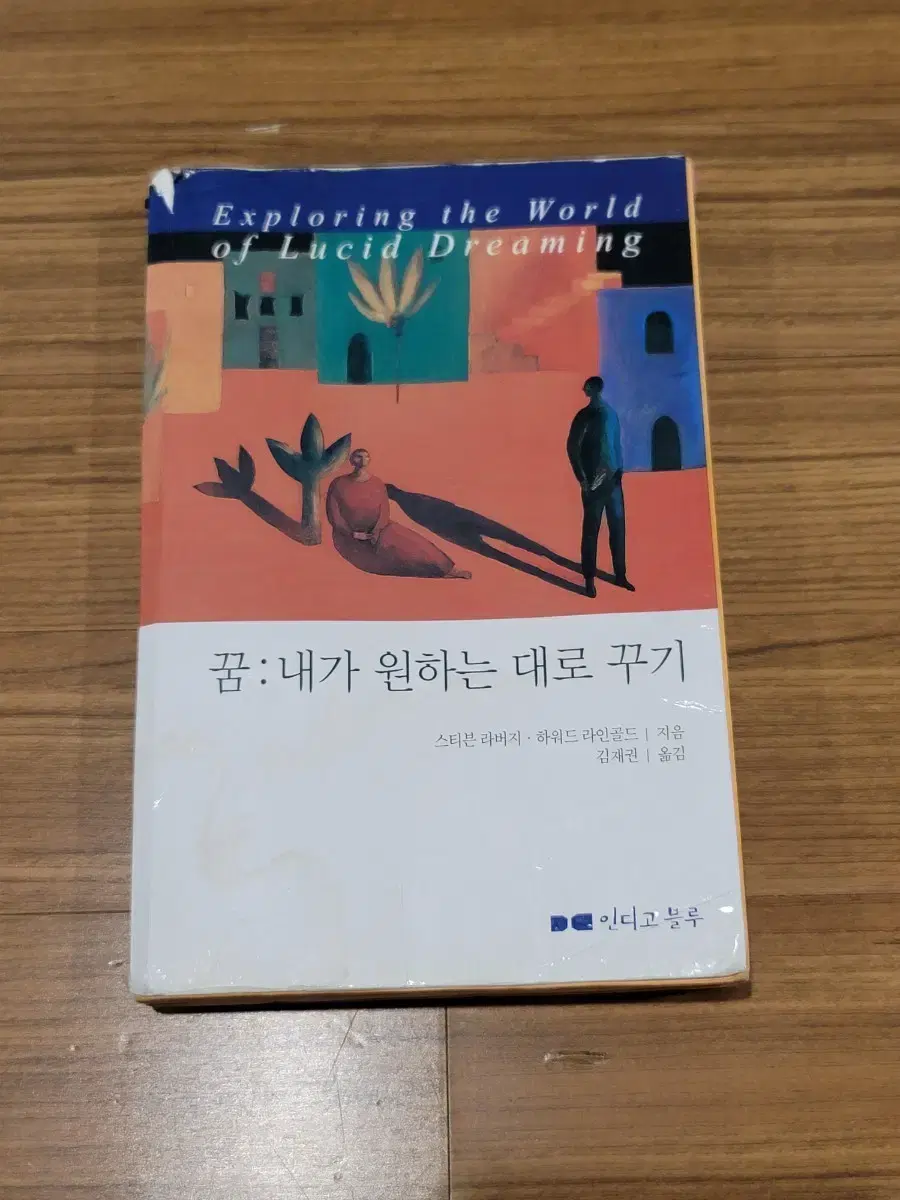 Exploring the World
of Lucid Dreaming
꿈 : 내가 원하는 대로 꾸기
스티븐 라버지 · 하워드 라인골드 | 지음
김재권 | 옮김
인디고 블루